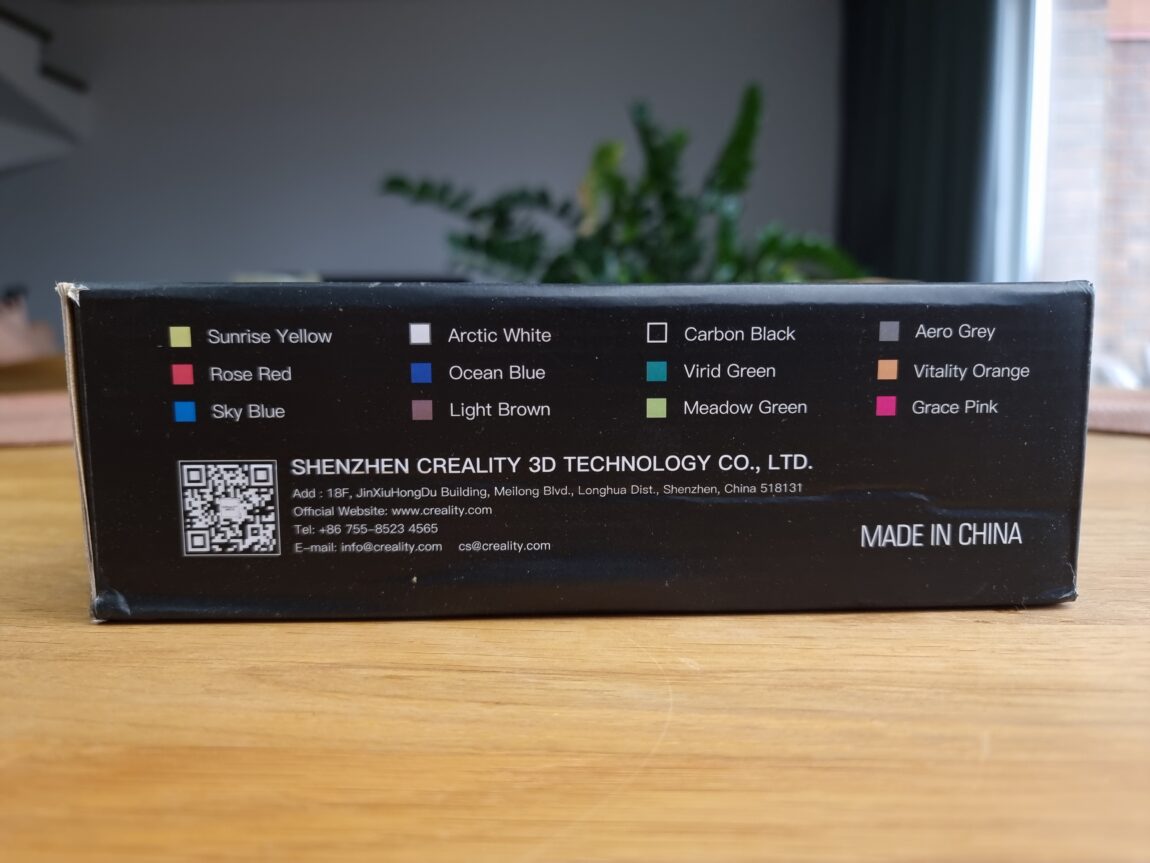 Sunrise Yellow Arctic White Carbon Black Aero Grey
Rose Red Ocean Blue Virid Green Vitality Orange
Sky Blue Light Brown Meadow Green Grace Pink
SHENZHEN CREALITY 3D TECHNOLOGY CO., LTD.
Add : 18F, JinXiuHongDu Building, Meilong Blvd., Longhua Dist., Shenzhen, China 518131
Official Website: www.creality.com
Tel: +86 755-8523 4565
E-mail: info@creality.com cs@creality.com
MADE IN CHINA